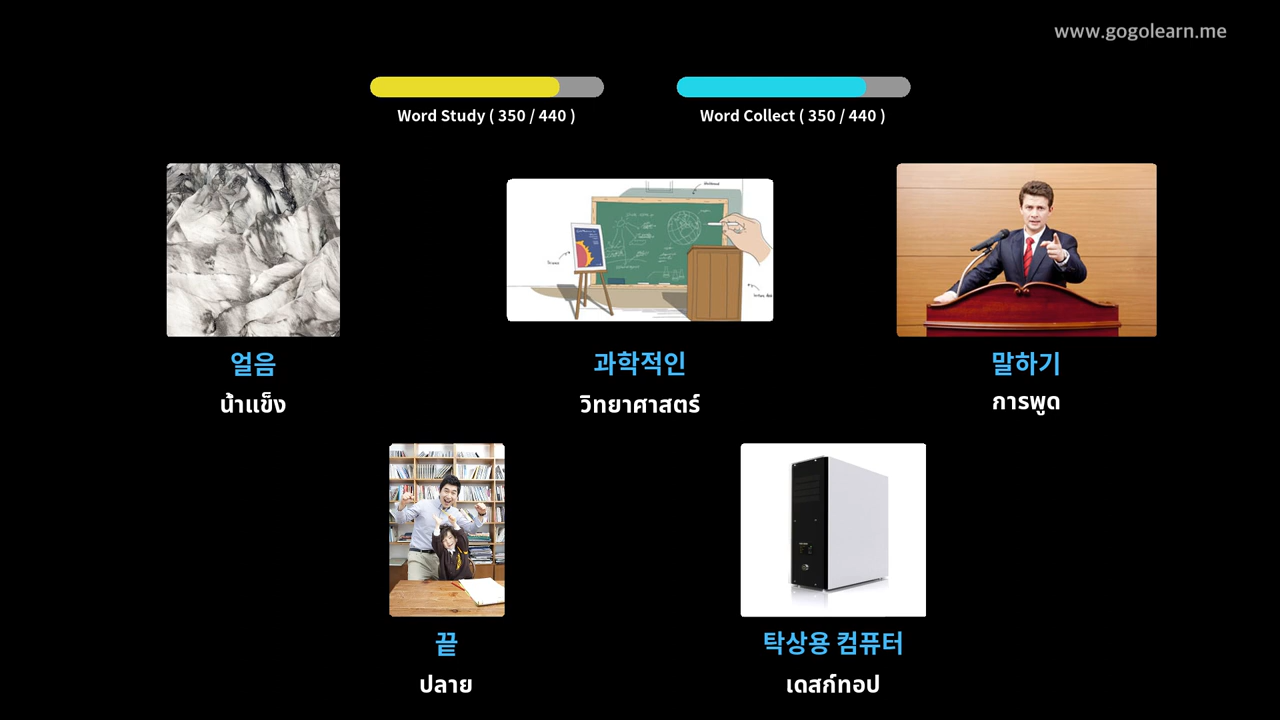 www.gogolearn.me
Word Study ( 350 / 440 )
Word Collect ( 350 / 440 )
얼음
과학적인
말하기
น้ำแข็ง
วิทยาศาสตร์
การพูด
끝
탁상용 컴퓨터
ปลาย
เดสก์ทอป